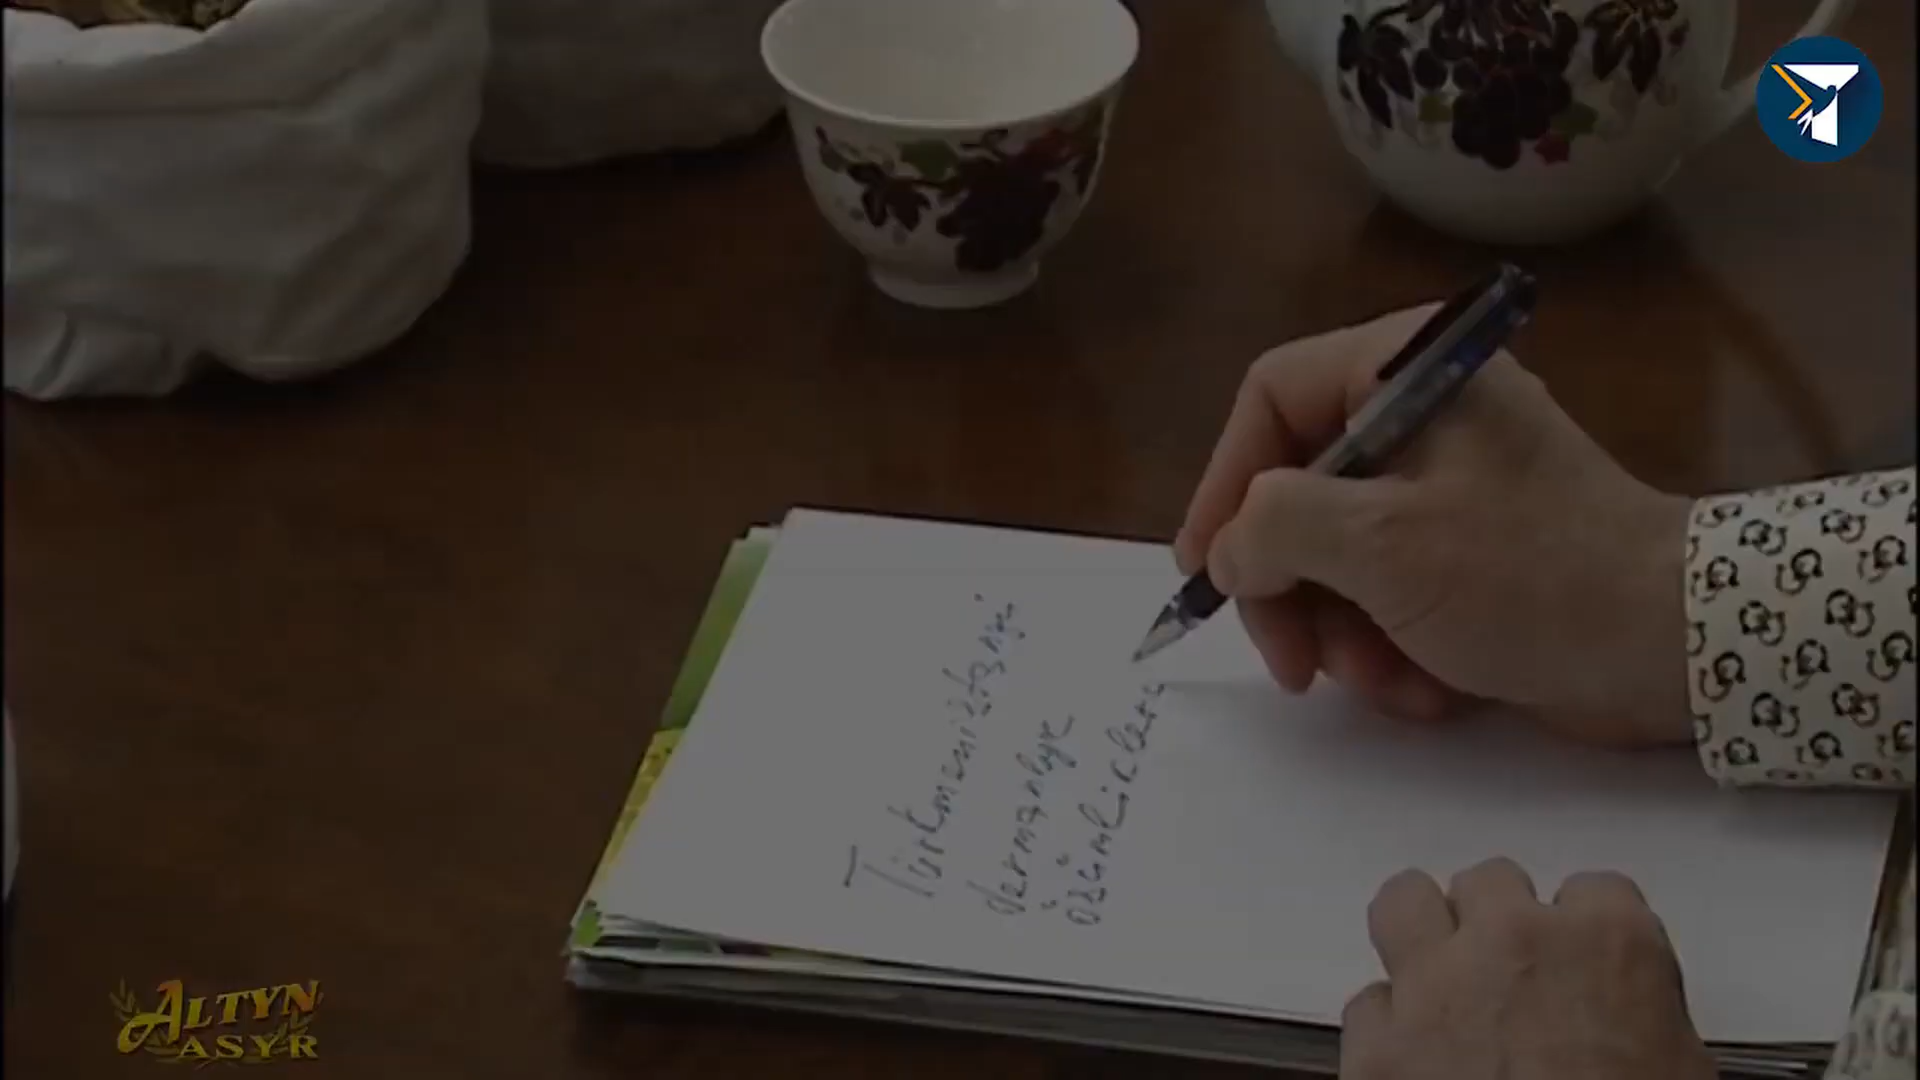 Türkmenistanyň
dermanlyk
ösümlikleri
ALTYN
ASYR